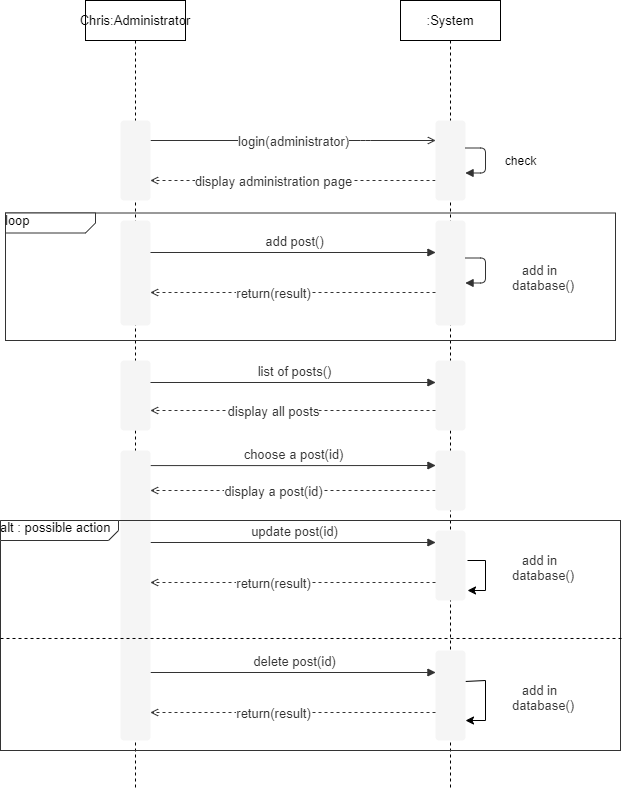 Chris:Administrator
:System
login(administrator)
check
display administration page
loop
add post()
add in
database()
return(result)
list of posts()
display all posts
choose a post(id)
display a post(id)
alt : possible action
update post(id)
add in
database()
return(result)
delete post(id)
add in
database()
return(result)